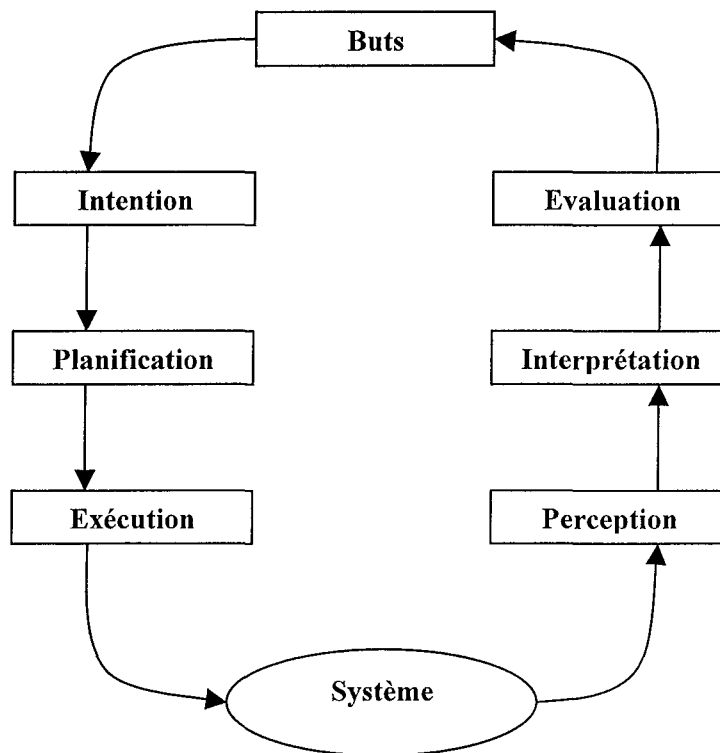 Buts
Intention
Evaluation
Planification
Interprétation
Exécution
Perception
Système